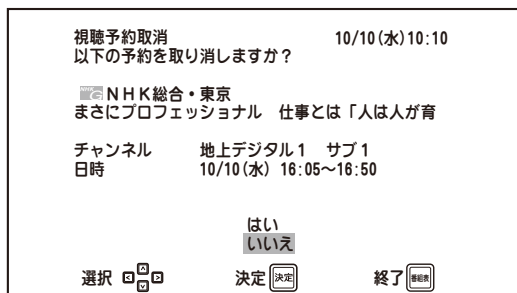 視聴予約取消 10/10(水)10:10
以下の予約を取り消しますか?
NHK G NHK総合・東京
まさにプロフェッショナル 仕事とは「人は人が育
チャンネル 地上デジタル1 サブ1
日時 10/10(水) 16:05~16:50
はい
いいえ
選択 決定 決定 終了 番組表